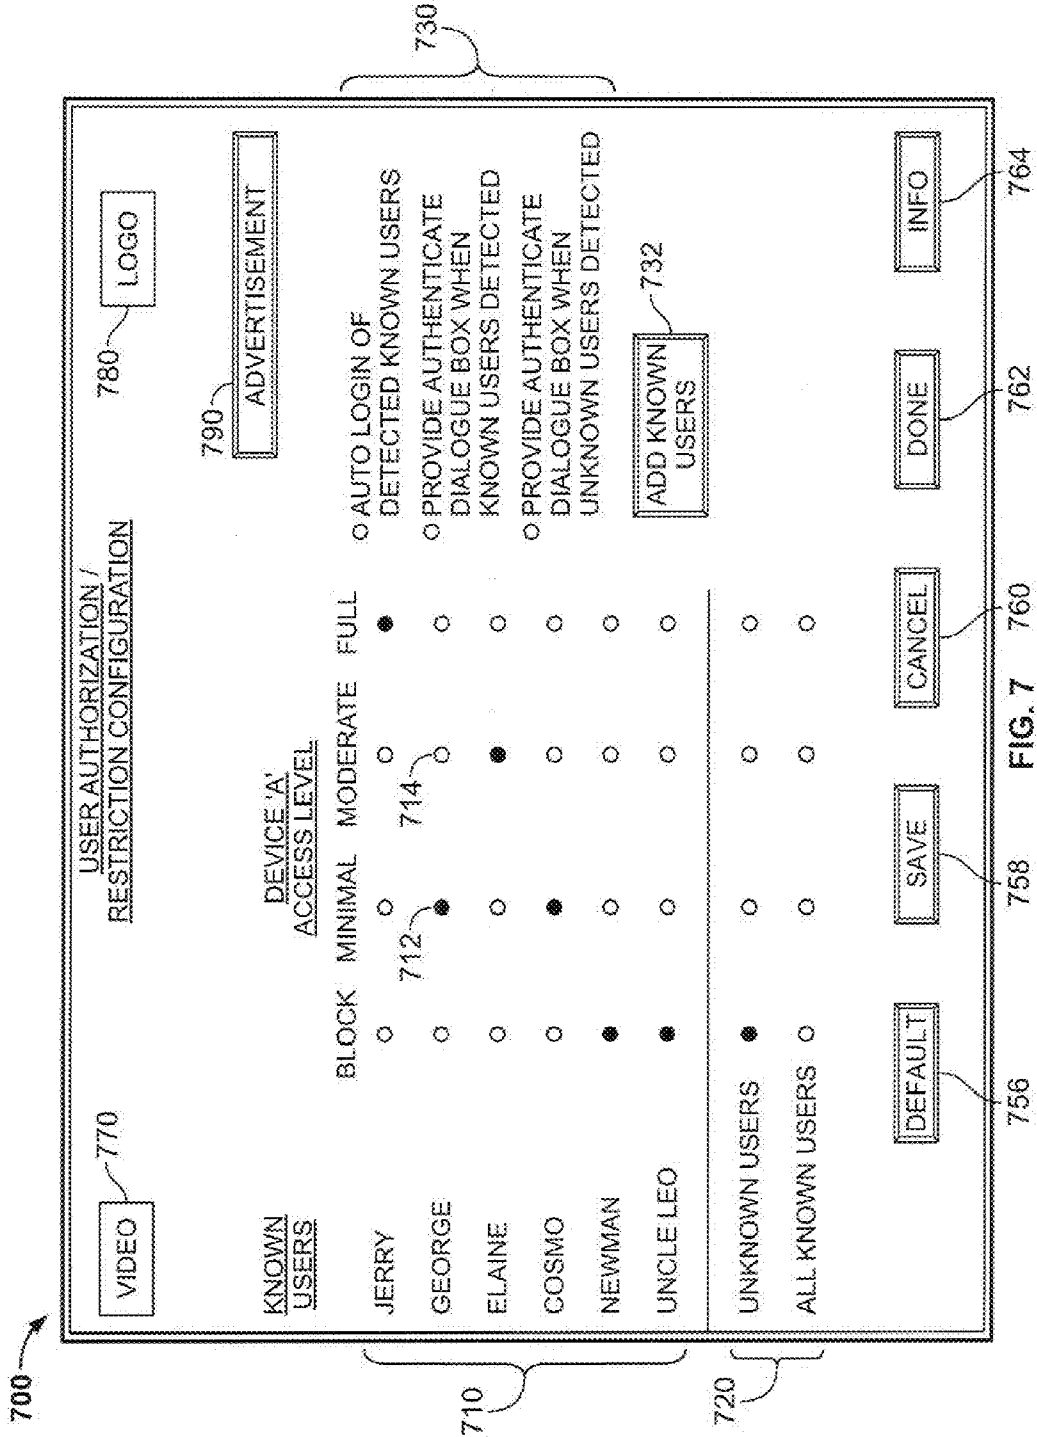 700
USER AUTHORIZATION /
RESTRICTION CONFIGURATION
VIDEO
770
780
LOGO
790
ADVERTISEMENT
KNOWN
USERS
DEVICE 'A'
ACCESS LEVEL
BLOCK MINIMAL MODERATE FULL
JERRY
GEORGE
ELAINE
COSMO
NEWMAN
UNCLE LEO
712
714
710
AUTO LOGIN OF
DETECTED KNOWN USERS
PROVIDE AUTHENTICATE
DIALOGUE BOX WHEN
KNOWN USERS DETECTED
PROVIDE AUTHENTICATE
DIALOGUE BOX WHEN
UNKNOWN USERS DETECTED
730
ADD KNOWN
USERS
732
UNKNOWN USERS
ALL KNOWN USERS
720
DEFAULT
SAVE
CANCEL
DONE
INFO
756
758
760
762
764
FIG. 7